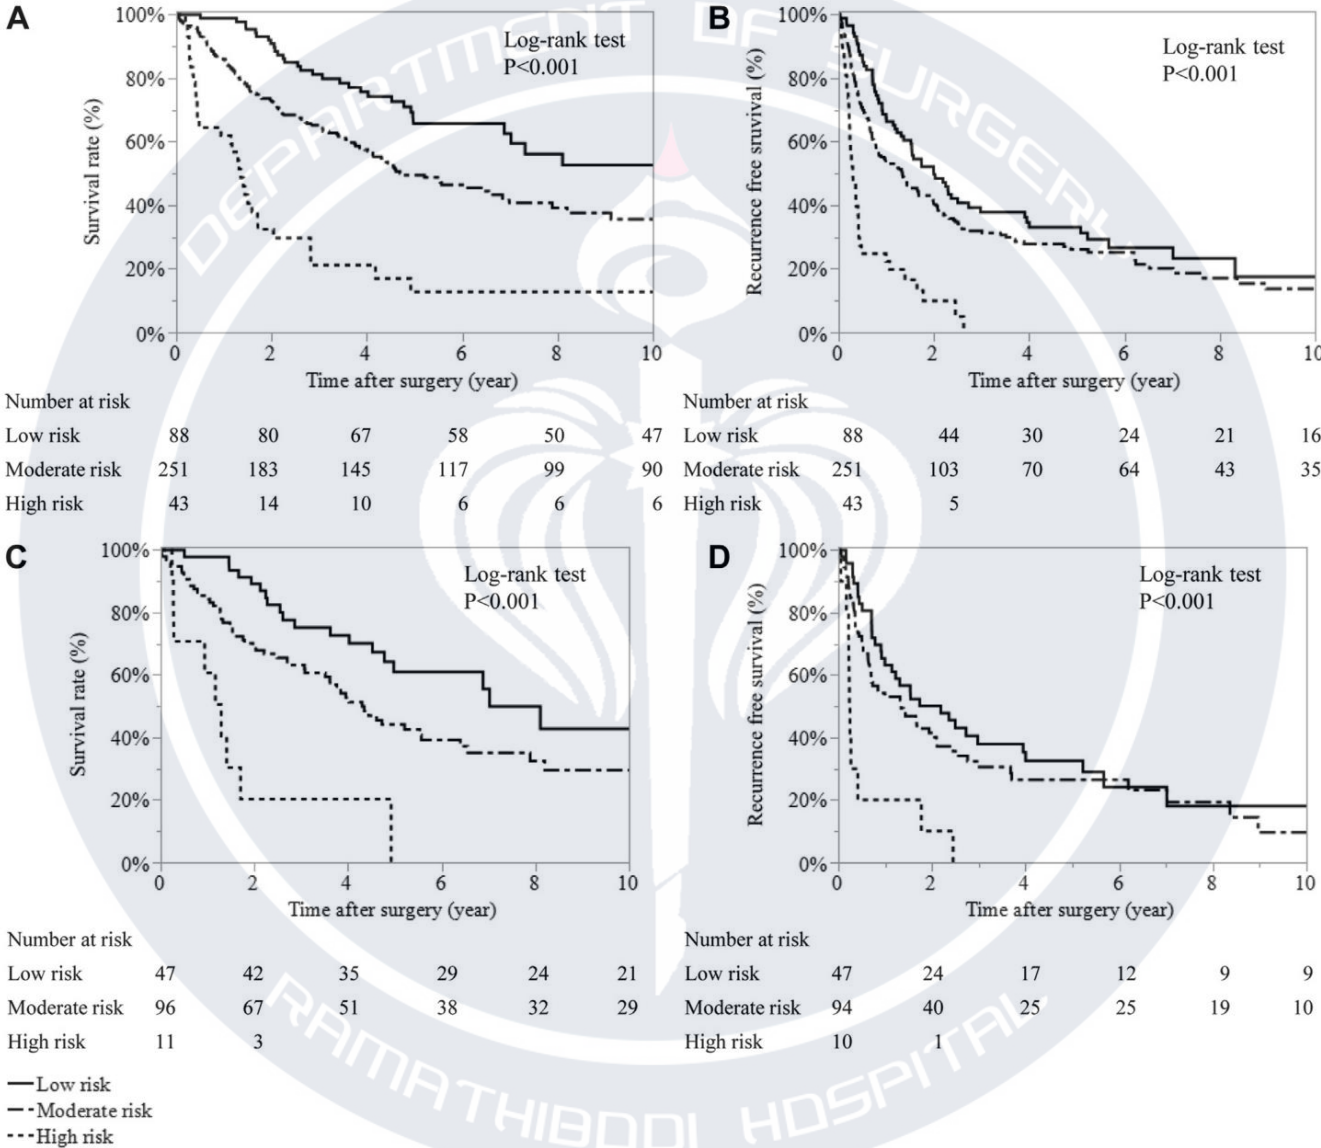 A
100%
80%
60%
40%
20%
0%
Survival rate (%)
Log-rank test
P<0.001
0 2 4 6 8 10
Time after surgery (year)
Number at risk
Low risk 88 80 67 58 50 47
Moderate risk 251 183 145 117 99 90
High risk 43 14 10 6 6 6
B
100%
80%
60%
40%
20%
0%
Recurrence free sruvival (%)
Log-rank test
P<0.001
0 2 4 6 8 10
Time after surgery (year)
Number at risk
Low risk 88 44 30 24 21 16
Moderate risk 251 103 70 64 43 35
High risk 43 5
C
100%
80%
60%
40%
20%
0%
Survival rate (%)
Log-rank test
P<0.001
0 2 4 6 8 10
Time after surgery (year)
Number at risk
Low risk 47 42 35 29 24 21
Moderate risk 96 67 51 38 32 29
High risk 11 3
D
100%
80%
60%
40%
20%
0%
Recurrence free survival (%)
Log-rank test
P<0.001
0 2 4 6 8 10
Time after surgery (year)
Number at risk
Low risk 47 24 17 12 9 9
Moderate risk 94 40 25 25 19 10
High risk 10 1
Low risk
Moderate risk
High risk
DEPARTMENT OF SURGERY
RAMATHIBODI HOSPITAL